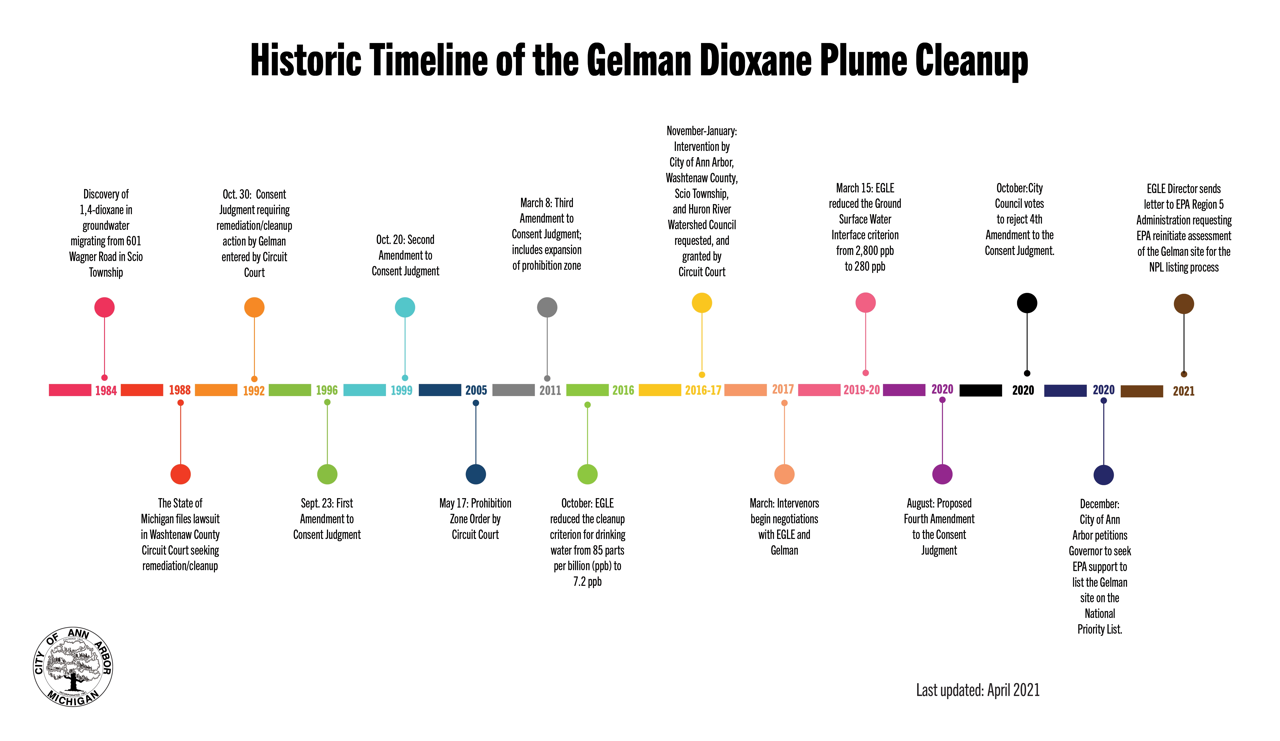 Historic Timeline of the Gelman Dioxane Plume Cleanup
Discovery of
1,4-dioxane in
groundwater
migrating from 601
Wagner Road in Scio
Township
Oct. 30: Consent
Judgment requiring
remediation/cleanup
action by Gelman
entered by Circuit
Court
Oct. 20: Second
Amendment to
Consent Judgment
March 8: Third
Amendment to
Consent Judgment;
includes expansion
of prohibition zone
November-January:
Intervention by
City of Ann Arbor,
Washtenaw County,
Scio Township,
and Huron River
Watershed Council
requested, and
granted by
Circuit Court
March 15: EGLE
reduced the Ground
Surface Water
Interface criterion
from 2,800 ppb
to 280 ppb
October:City
Council votes
to reject 4th
Amendment to the
Consent Judgment.
EGLE Director sends
letter to EPA Region 5
Administration requesting
EPA reinitiate assessment
of the Gelman site for the
NPL listing process
1984 1988 1992 1996 1999 2005 2011 2016 2016-17 2017 2019-20 2020 2020 2020 2021
The State of
Michigan files lawsuit
in Washtenaw County
Circuit Court seeking
remediation/cleanup
Sept. 23: First
Amendment to
Consent Judgment
May 17: Prohibition
Zone Order by
Circuit Court
October: EGLE
reduced the cleanup
criterion for drinking
water from 85 parts
per billion (ppb) to
7.2 ppb
March: Intervenors
begin negotiations
with EGLE and
Gelman
August: Proposed
Fourth Amendment
to the Consent
Judgment
December:
City of Ann
Arbor petitions
Governor to seek
EPA support to
list the Gelman
site on the
National
Priority List.
CITY OF ANN ARBOR
MICHIGAN
Last updated: April 2021